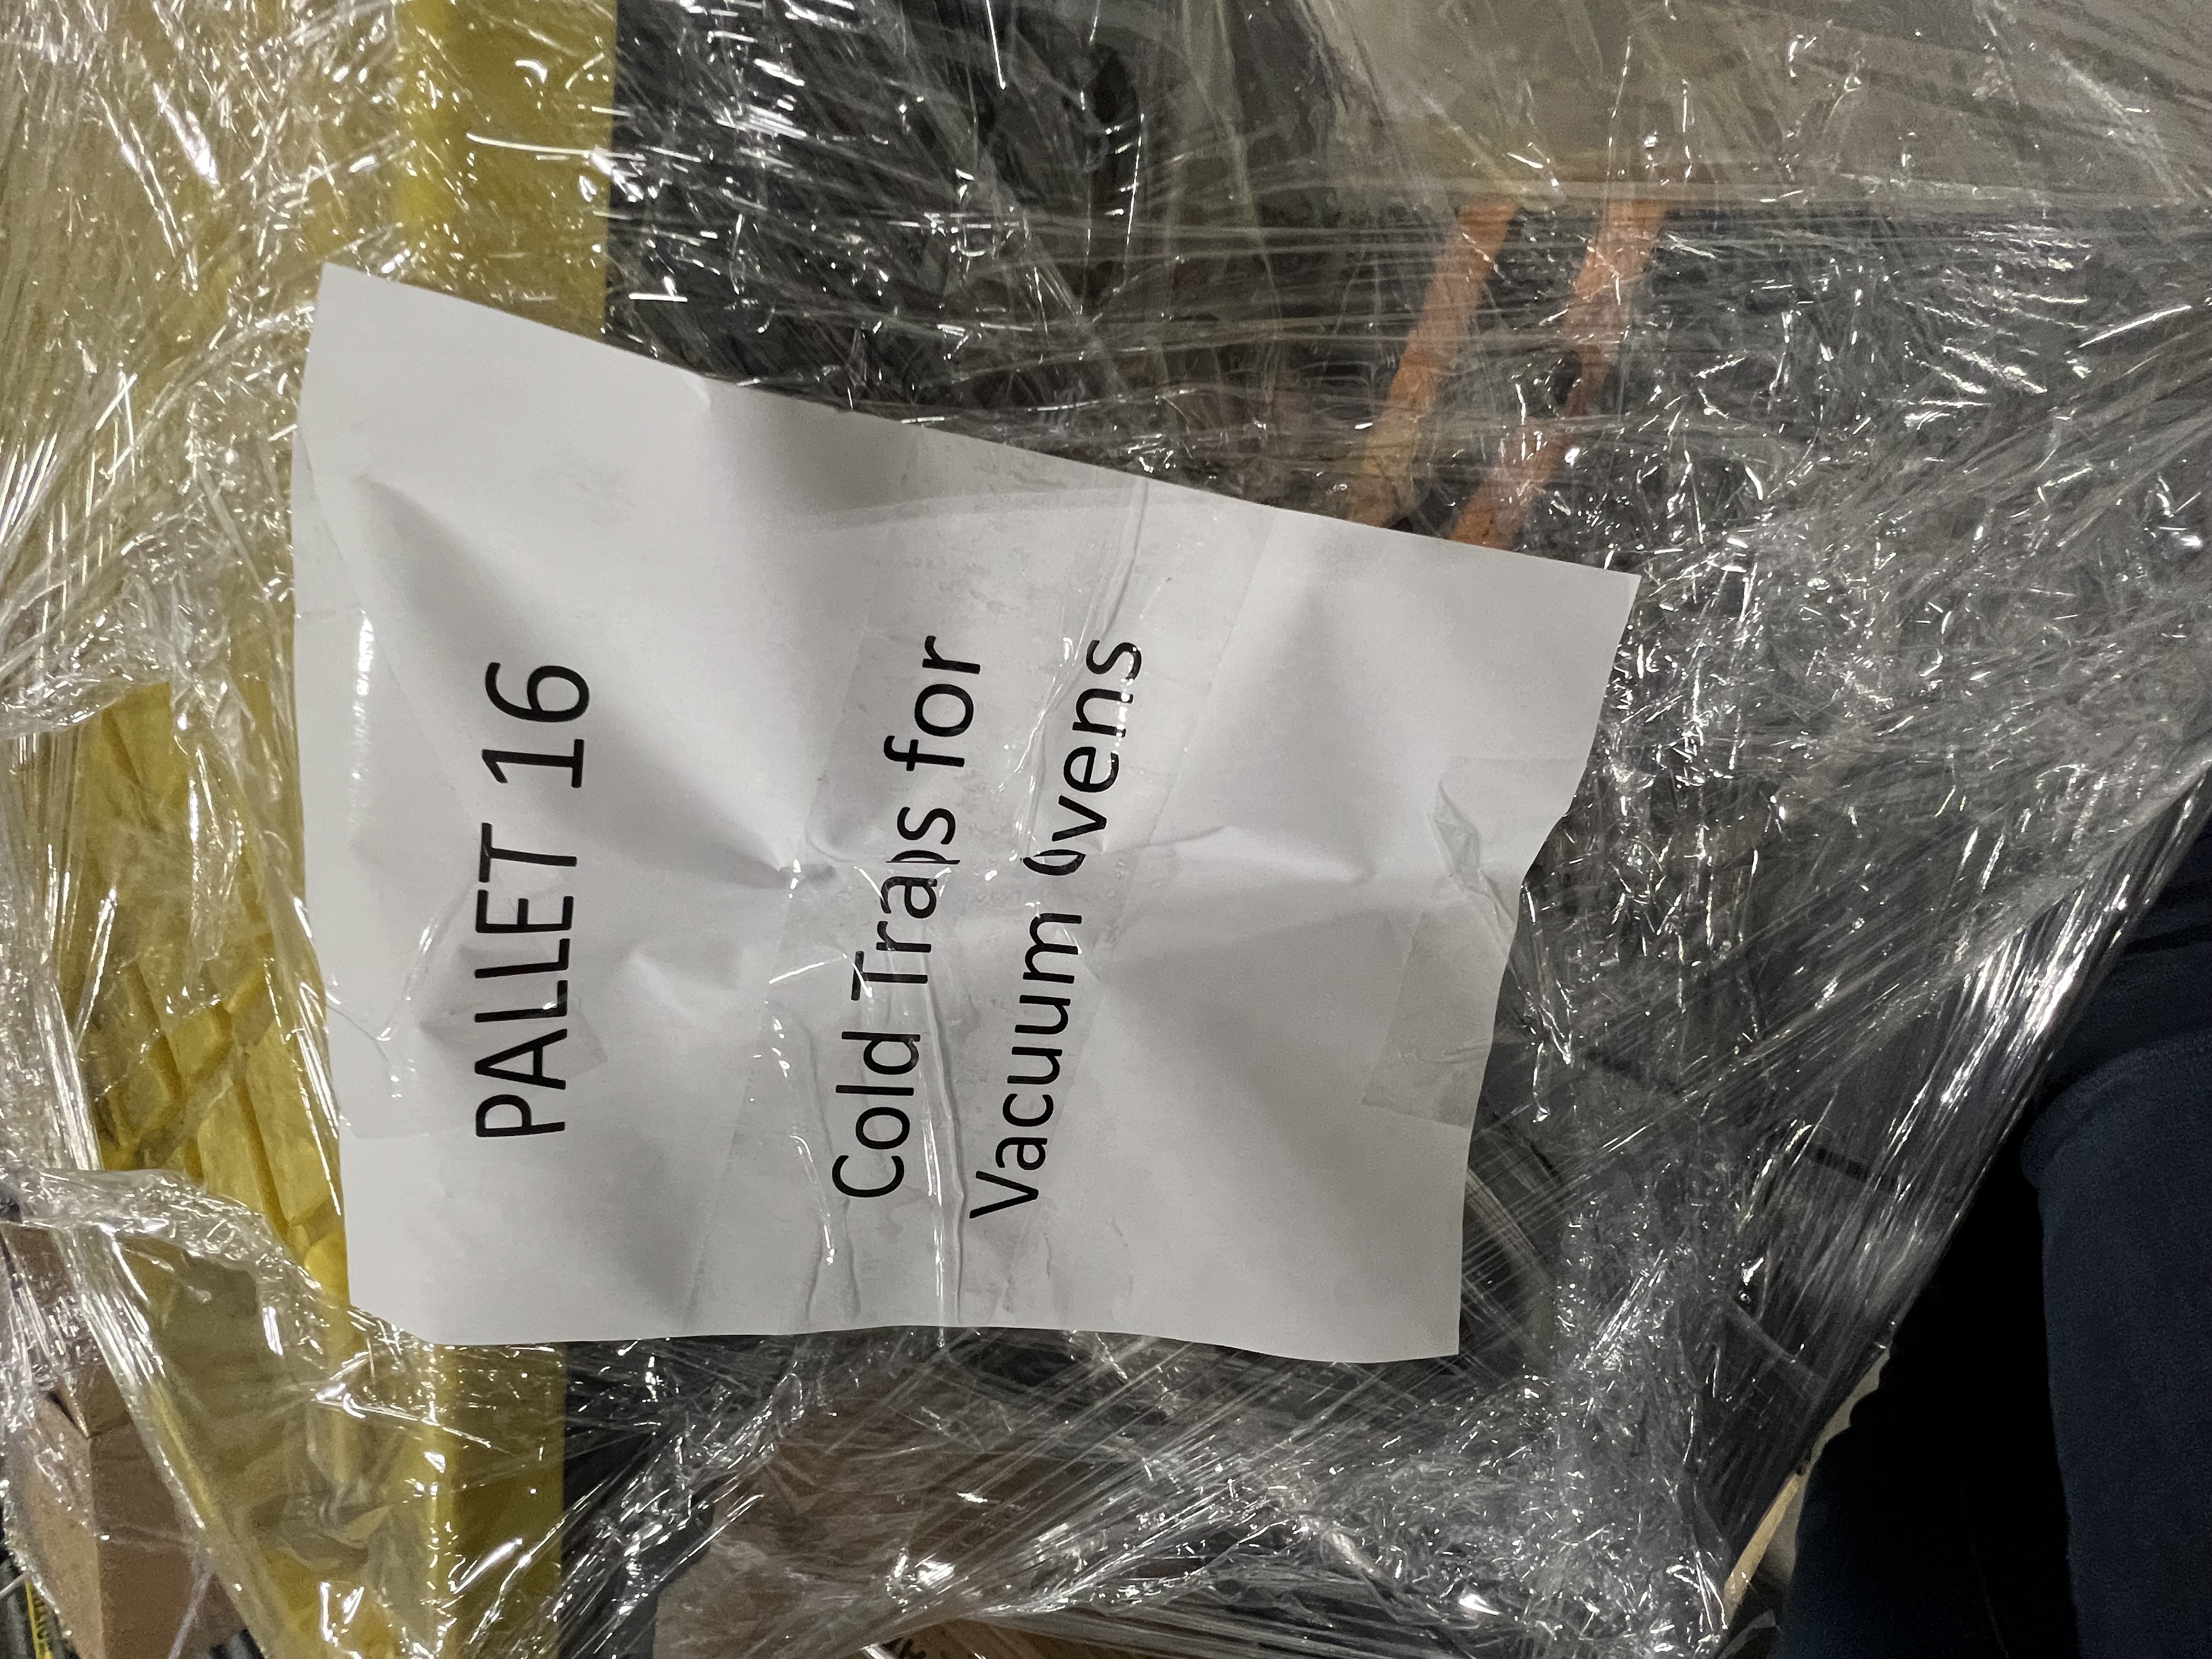 PALLET 16
Cold Traps for
Vacuum Ovens